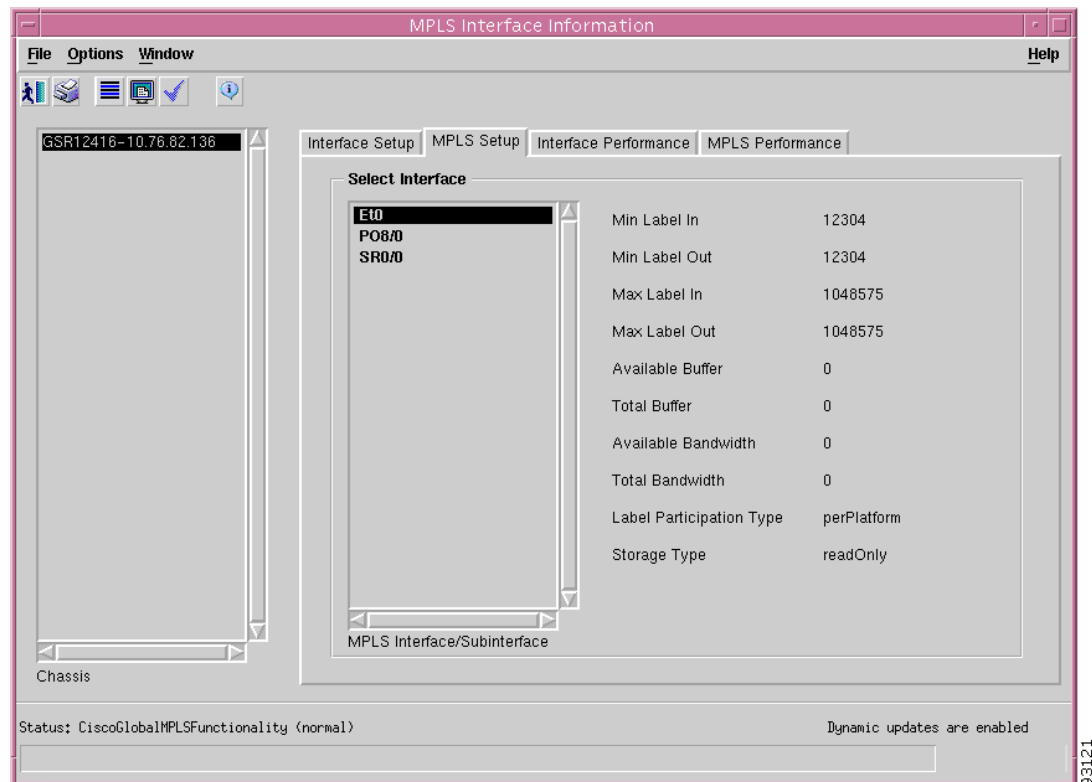 MPLS Interface Information
File Options Window Help
GSR12416-10.76.82.136
Interface Setup MPLS Setup Interface Performance MPLS Performance
Select Interface
Et0
PO8/0
SR0/0
Min Label In 12304
Min Label Out 12304
Max Label In 1048575
Max Label Out 1048575
Available Buffer 0
Total Buffer 0
Available Bandwidth 0
Total Bandwidth 0
Label Participation Type perPlatform
Storage Type readOnly
MPLS Interface/Subinterface
Chassis
Status: CiscoGlobalMPLSFunctionality (normal) Dynamic updates are enabled
93121